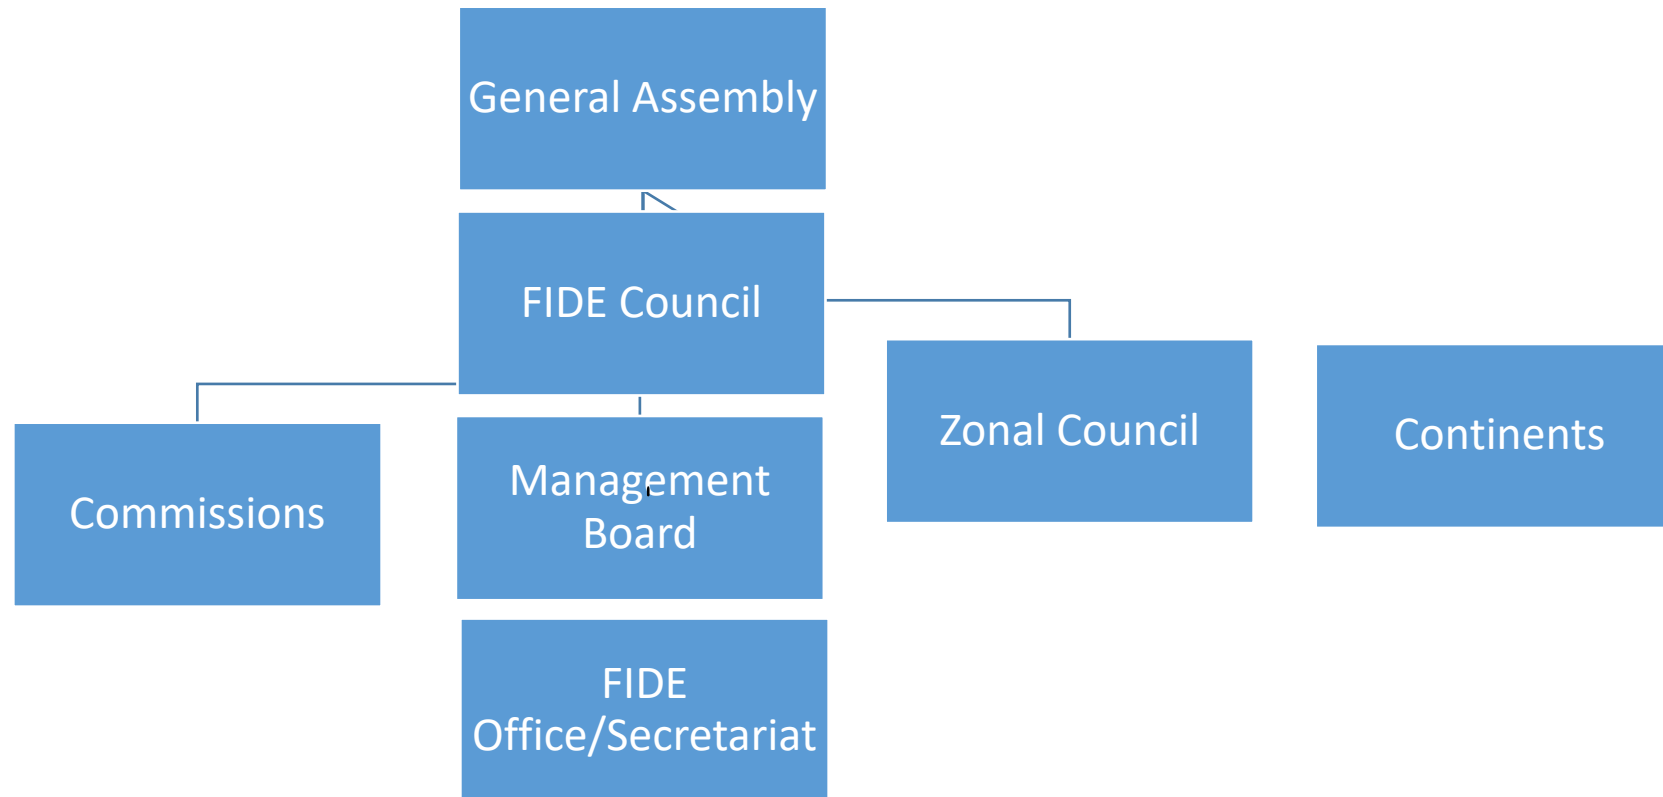 General Assembly
FIDE Council
Zonal Council
Continents
Commissions
Management
Board
FIDE
Office/Secretariat